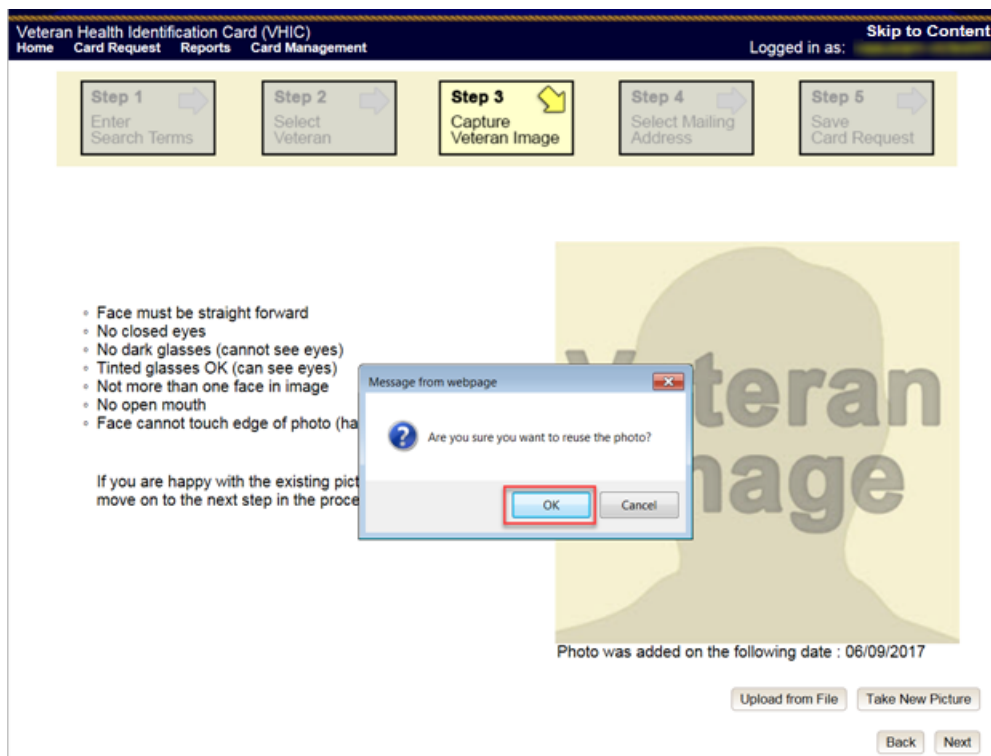 Veteran Health Identification Card (VHIC)
Skip to Content
Home Card Request Reports Card Management
Logged in as:
Step 1
Enter
Search Terms
Step 2
Select
Veteran
Step 3
Capture
Veteran Image
Step 4
Select Mailing
Address
Step 5
Save
Card Request
Face must be straight forward
No closed eyes
No dark glasses (cannot see eyes)
Tinted glasses OK (can see eyes)
Not more than one face in image
No open mouth
Face cannot touch edge of photo
If you are happy with the existing
move on to the next step in the
Message from webpage
Are you sure you want to reuse the photo?
OK
Cancel
Photo was added on the following date : 06/09/2017
Upload from File
Take New Picture
Back
Next